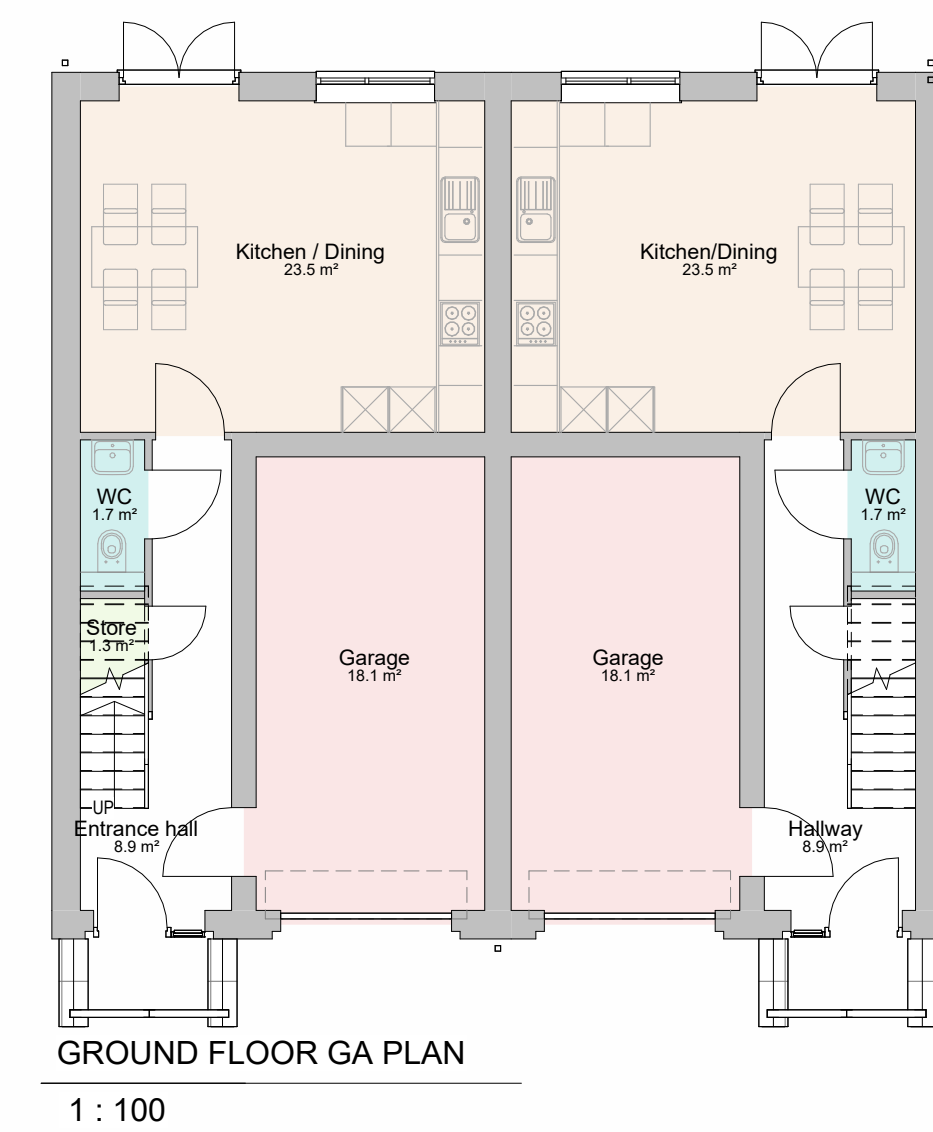 Kitchen / Dining
23.5 m²
Kitchen/Dining
23.5 m²
WC
1.7 m²
WC
1.7 m²
Store
1.3 m²
Garage
18.1 m²
Garage
18.1 m²
UP
Entrance hall
8.9 m²
Hallway
8.9 m²
GROUND FLOOR GA PLAN
1 : 100